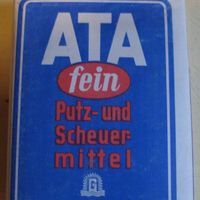 ATA
fein
Putz-und
Scheuer-
mittel
G